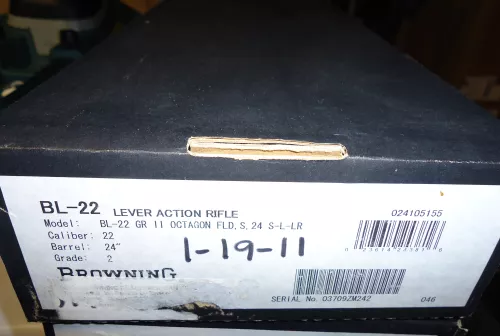 BL-22 LEVER ACTION RIFLE
Model: BL-22 GR II OCTAGON FLD,S,24 S-L-LR
024105155
Caliber: 22
Barrel: 24"
Grade: 2
1-19-11
BROWNING
SERIAL No. 03709ZM242
046